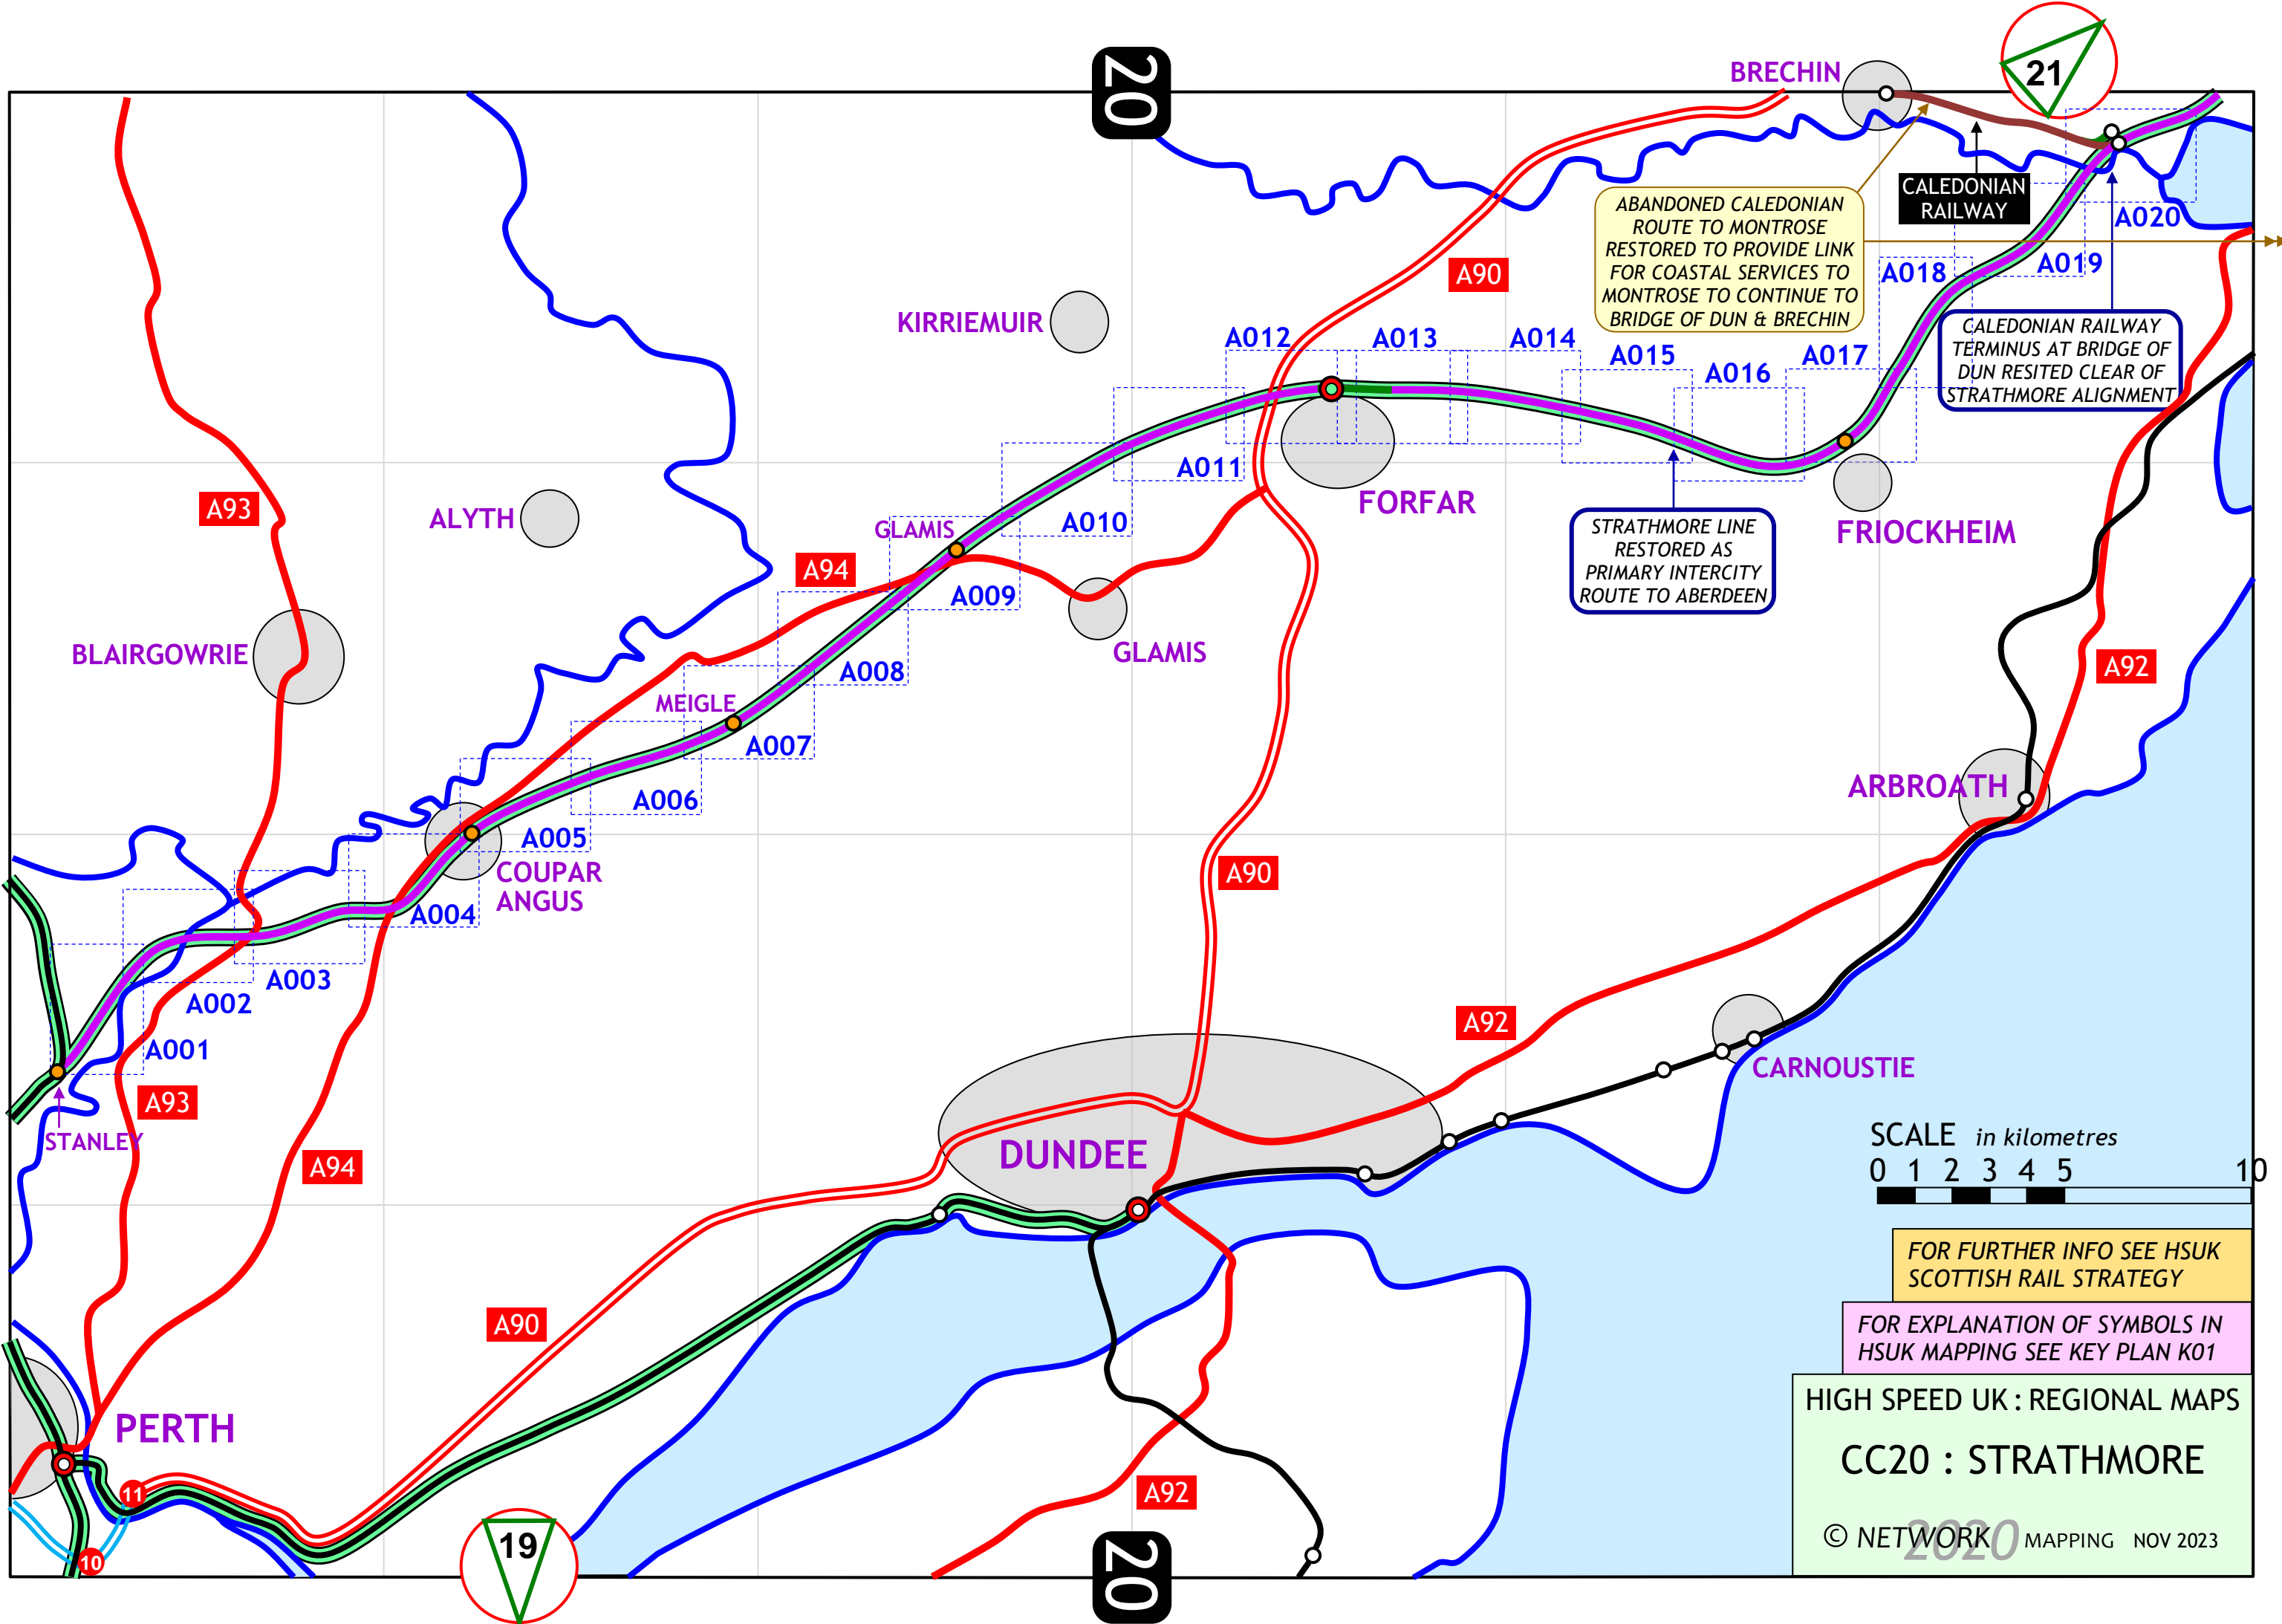 20
21
BRECHIN
CALEDONIAN
RAILWAY
ABANDONED CALEDONIAN
ROUTE TO MONTROSE
RESTORED TO PROVIDE LINK
FOR COASTAL SERVICES TO
MONTROSE TO CONTINUE TO
BRIDGE OF DUN & BRECHIN
A020
A019
A018
A90
KIRRIEMUIR
A012
A013
A014
A015
A016
A017
CALEDONIAN RAILWAY
TERMINUS AT BRIDGE OF
DUN RESITED CLEAR OF
STRATHMORE ALIGNMENT
A011
FORFAR
A93
ALYTH
GLAMIS
A010
STRATHMORE LINE
RESTORED AS
PRIMARY INTERCITY
ROUTE TO ABERDEEN
FRIOCKHEIM
A94
A009
BLAIRGOWRIE
GLAMIS
A008
A92
MEIGLE
A007
A006
ARBROATH
A005
COUPAR
ANGUS
A90
A004
A003
A002
A001
A92
CARNOUSTIE
A93
STANLEY
A94
DUNDEE
SCALE in kilometres
0 1 2 3 4 5 10
FOR FURTHER INFO SEE HSUK
SCOTTISH RAIL STRATEGY
A90
FOR EXPLANATION OF SYMBOLS IN
HSUK MAPPING SEE KEY PLAN K01
HIGH SPEED UK : REGIONAL MAPS
CC20 : STRATHMORE
© NETWORK 2020 MAPPING NOV 2023
PERTH
11
10
A92
19
20